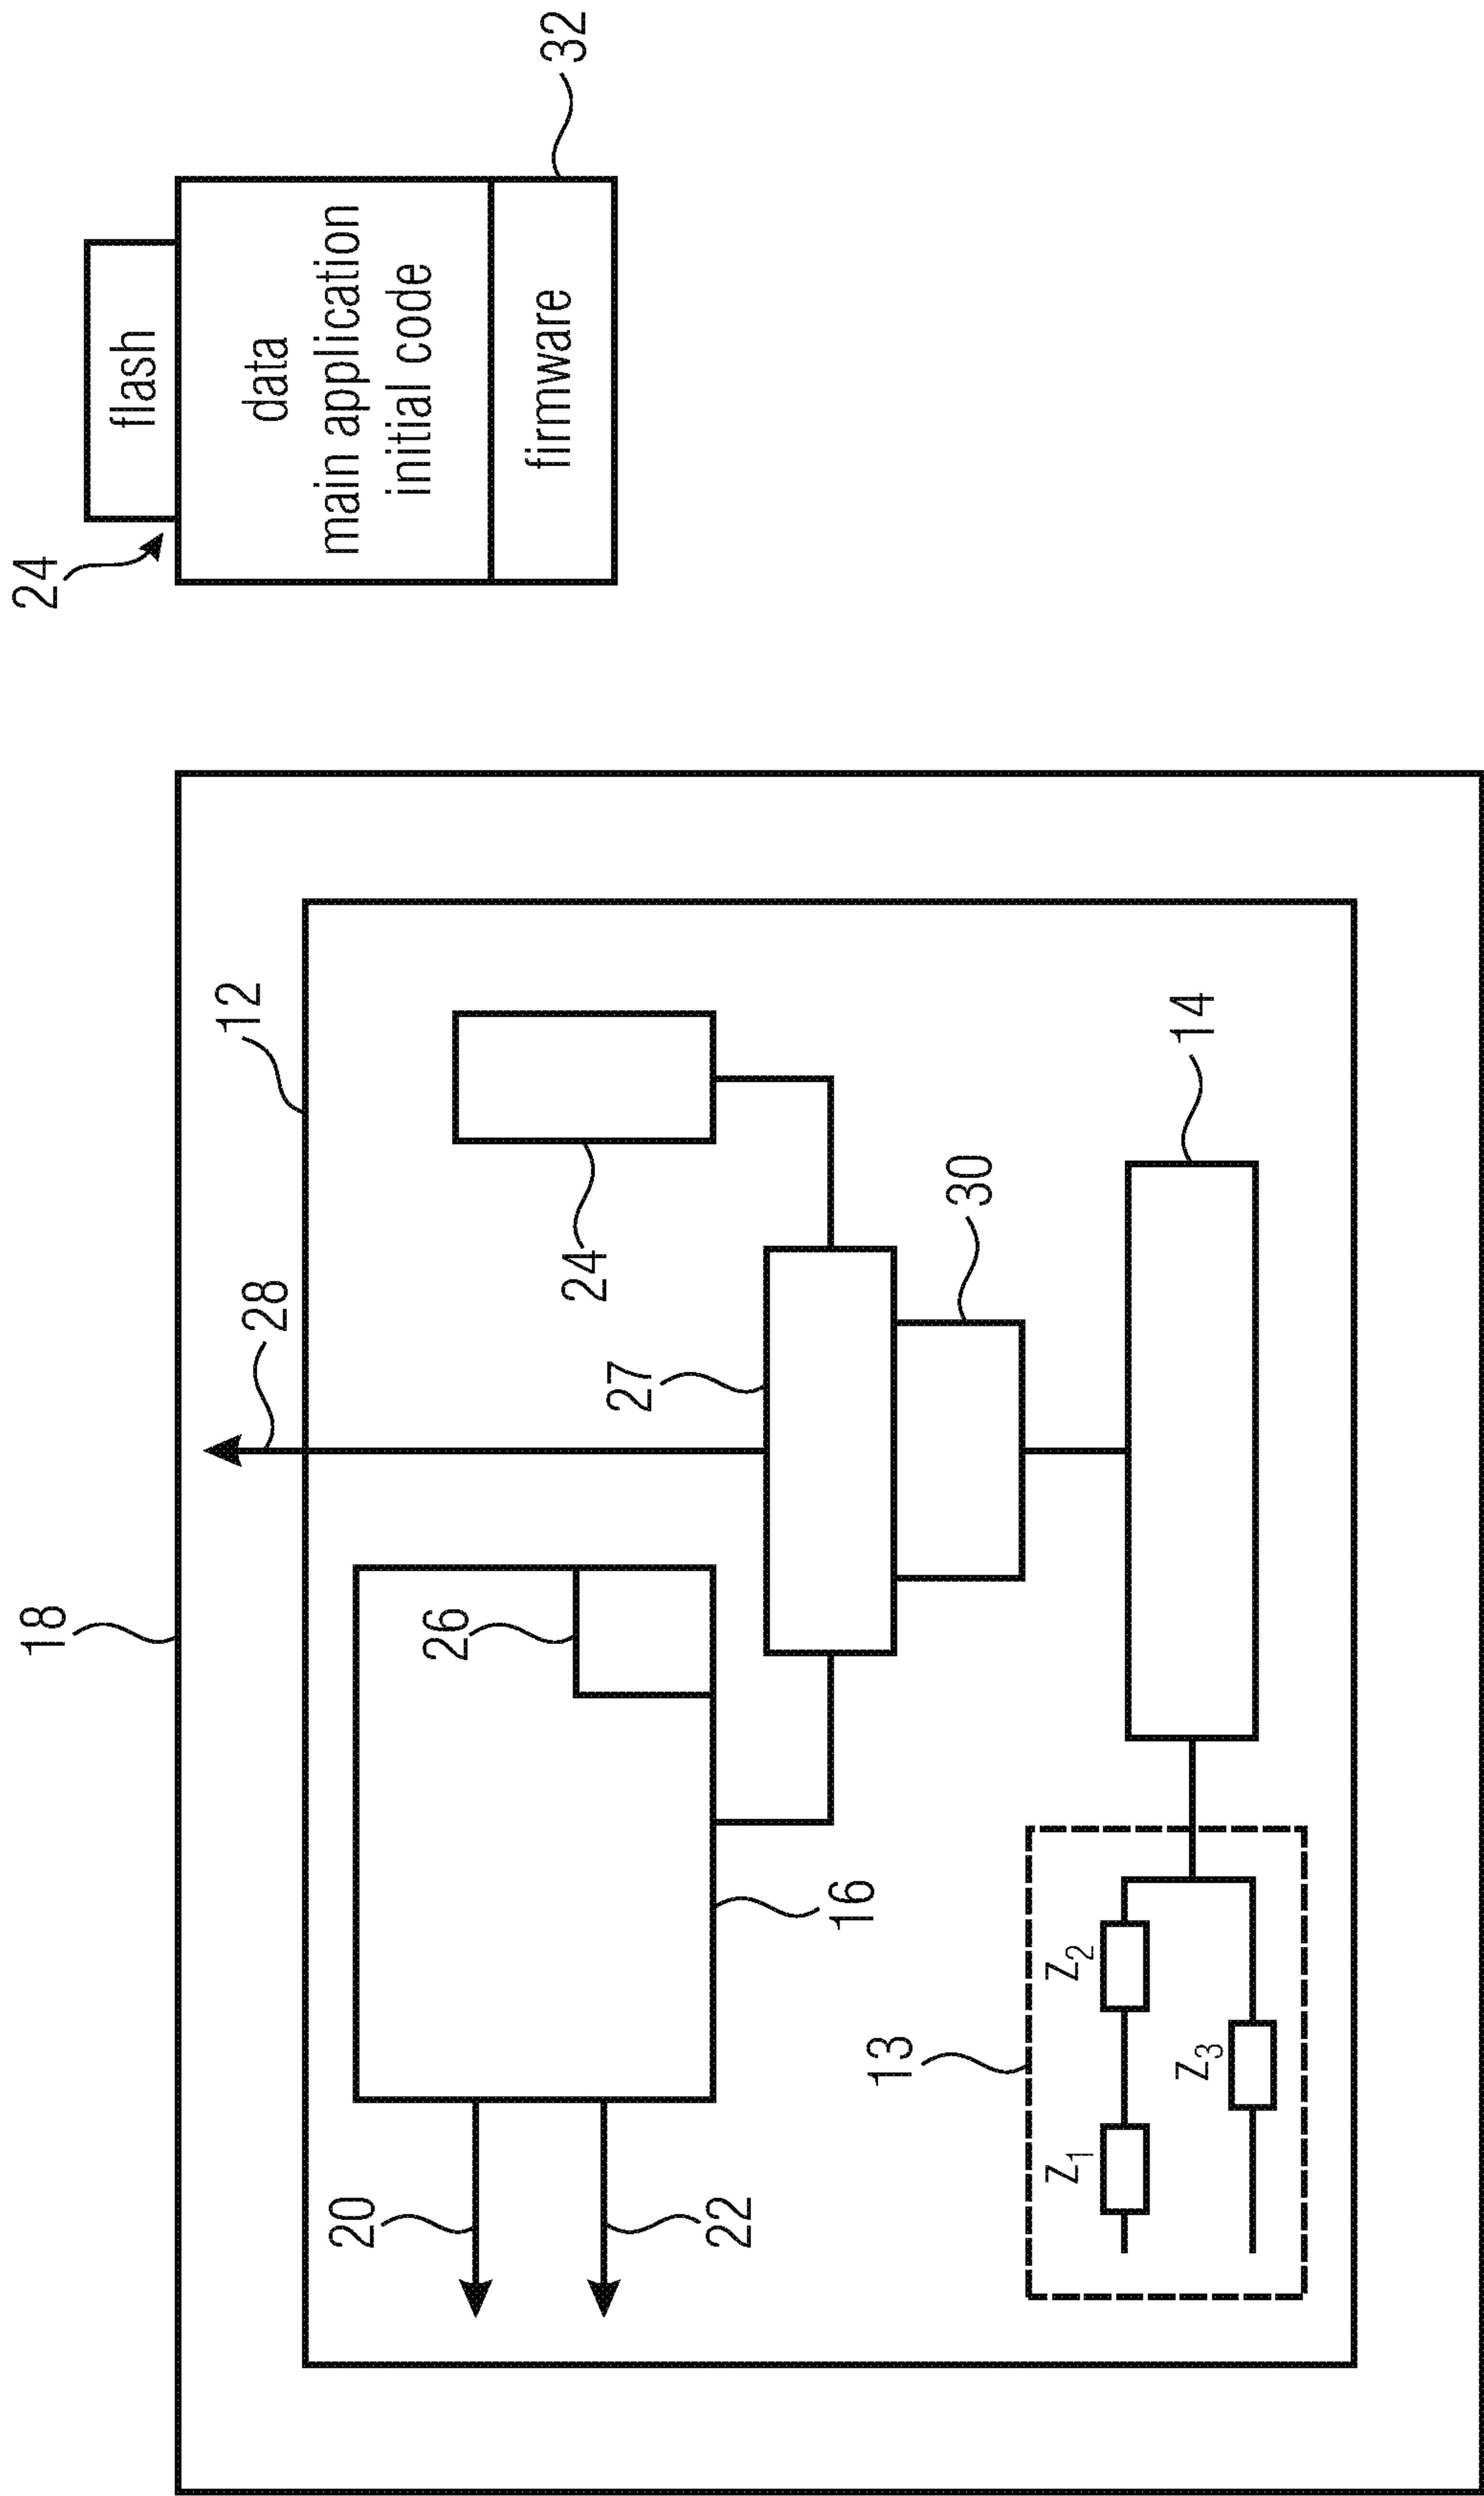 18
12
28
24
27
30
14
26
16
20
22
13
Z1
Z2
Z3
24
flash
data
main application
initial code
firmware
32